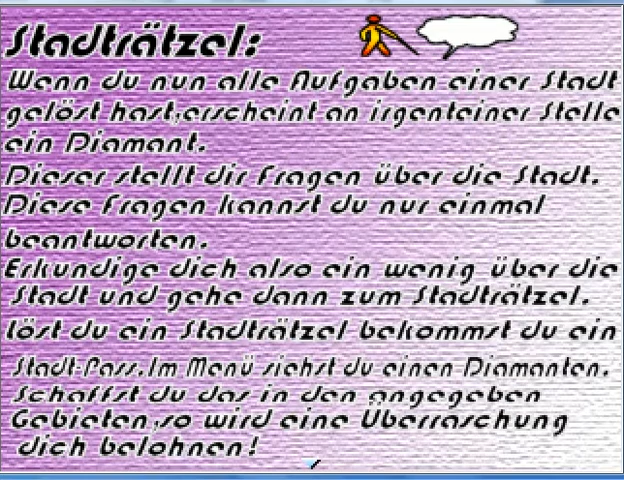 Stadträtzel:
Wenn du nun alle Aufgaben einer Stadt
gelöst hast,erscheint an irgenteiner Stelle
ein Diamant.
Dieser stellt dir Fragen über die Stadt.
Diese Fragen kannst du nur einmal
beantworten.
Erkundige dich also ein wenig über die
Stadt und gehe dann zum Stadträtzel.
löst du ein Stadträtzel bekommst du ein
Stadt-Pass.Im Menü siehst du einen Diamanten.
Schaffst du das in den angegeben
Gebieten,so wird eine Überraschung
dich belohnen!